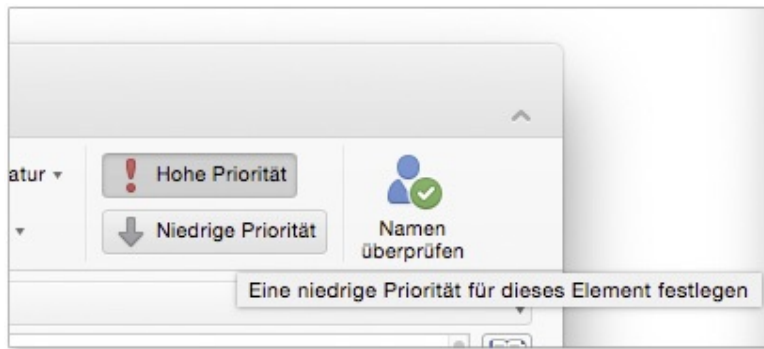 atur
Hohe Priorität
Niedrige Priorität
Namen
überprüfen
Eine niedrige Priorität für dieses Element festlegen